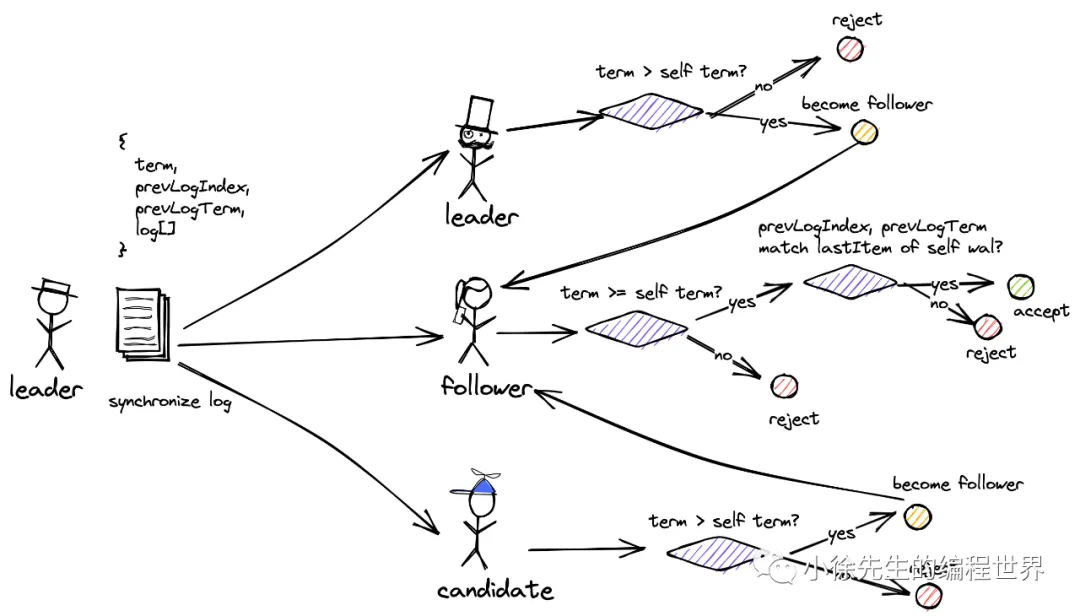 reject
term > self term?
no
become follower
yes
{
term,
prevLogIndex,
prevLogTerm,
log[]
}
leader
prevLogIndex, prevLogTerm
match lastItem of self wal?
term >= self term?
yes
yes
no
accept
reject
no
leader
synchronize log
follower
reject
become follower
term > self term?
yes
小徐先生的编程世界
candidate